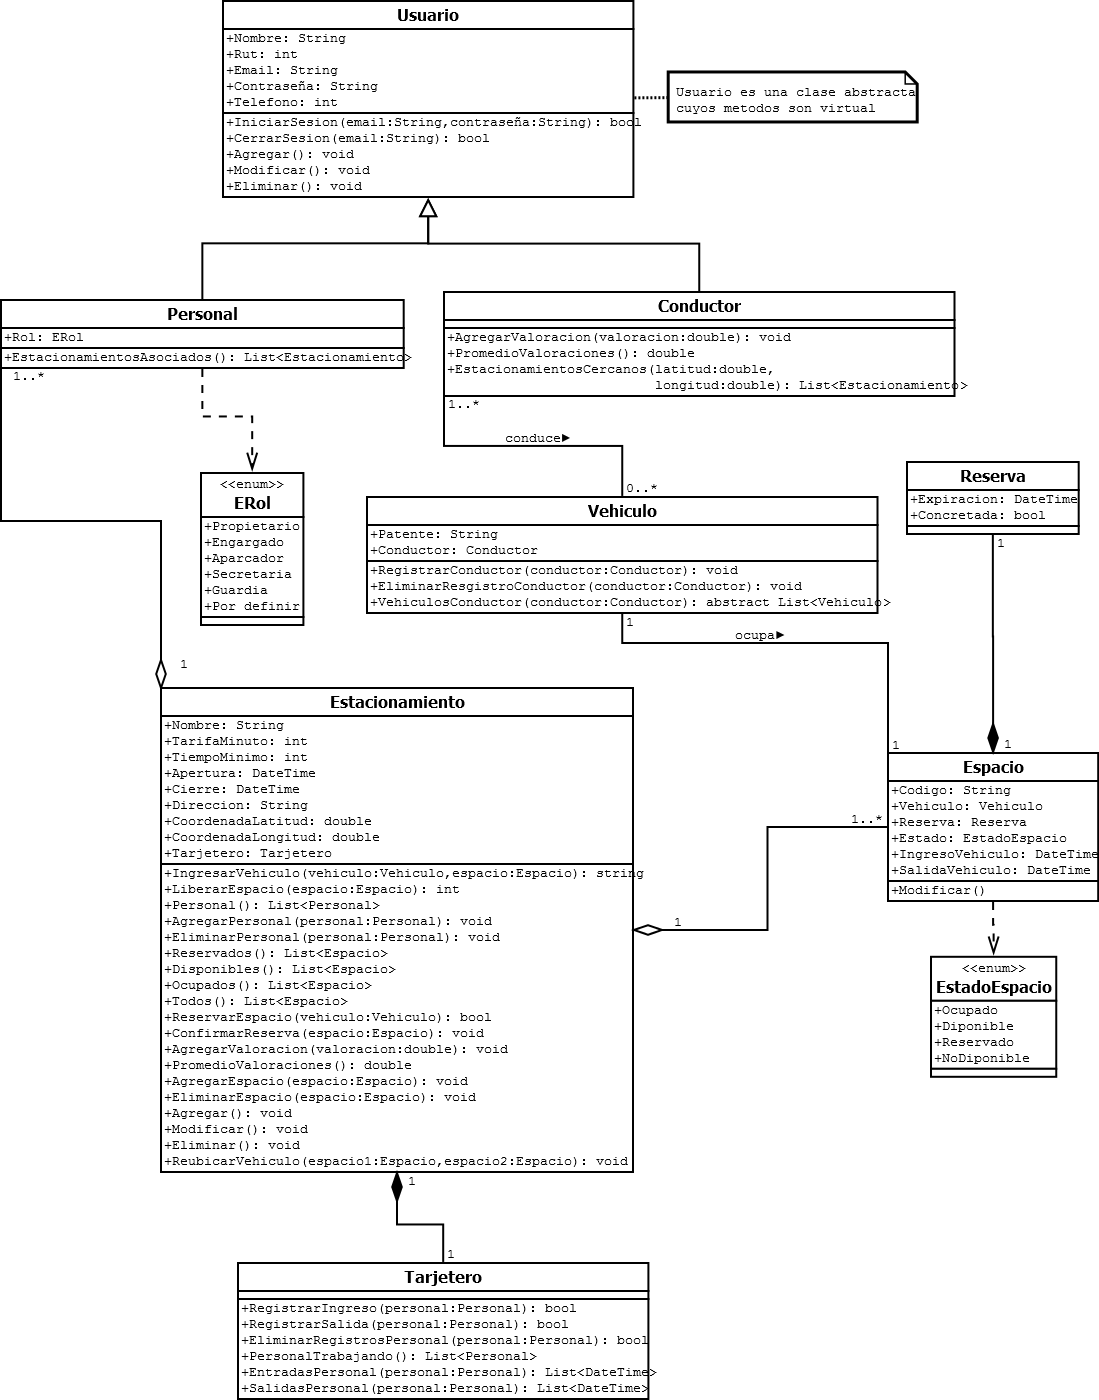 Usuario
+Nombre: String
+Rut: int
+Email: String
+Contraseña: String
+Telefono: int
+IniciarSesion(email:String,contraseña:String): bool
+CerrarSesion(email:String): bool
+Agregar(): void
+Modificar(): void
+Eliminar(): void
Usuario es una clase abstracta
cuyos metodos son virtual
Personal
+Rol: ERol
+EstacionamientosAsociados(): List<Estacionamiento>
1..*
Conductor
+AgregarValoracion(valoracion:double): void
+PromedioValoraciones(): double
+EstacionamientosCercanos(latitud:double,
longitud:double): List<Estacionamiento>
1..*
conduce
0..*
<<enum>>
ERol
+Propietario
+Engargado
+Aparcador
+Secretaria
+Guardia
+Por definir
Vehiculo
+Patente: String
+Conductor: Conductor
+RegistrarConductor(conductor:Conductor): void
+EliminarResgistroConductor(conductor:Conductor): void
+VehiculosConductor(conductor:Conductor): abstract List<Vehiculo>
1
ocupa
1
Reserva
+Expiracion: DateTime
+Concretada: bool
1
1
Espacio
+Codigo: String
+Vehiculo: Vehiculo
+Reserva: Reserva
+Estado: EstadoEspacio
+IngresoVehiculo: DateTime
+SalidaVehiculo: DateTime
+Modificar()
1..*
1
<<enum>>
EstadoEspacio
+Ocupado
+Diponible
+Reservado
+NoDiponible
1
Estacionamiento
+Nombre: String
+TarifaMinuto: int
+TiempoMinimo: int
+Apertura: DateTime
+Cierre: DateTime
+Direccion: String
+CoordenadaLatitud: double
+CoordenadaLongitud: double
+Tarjetero: Tarjetero
+IngresarVehiculo(vehiculo:Vehiculo,espacio:Espacio): string
+LiberarEspacio(espacio:Espacio): int
+Personal(): List<Personal>
+AgregarPersonal(personal:Personal): void
+EliminarPersonal(personal:Personal): void
+Reservados(): List<Espacio>
+Disponibles(): List<Espacio>
+Ocupados(): List<Espacio>
+Todos(): List<Espacio>
+ReservarEspacio(vehiculo:Vehiculo): bool
+ConfirmarReserva(espacio:Espacio): void
+AgregarValoracion(valoracion:double): void
+PromedioValoraciones(): double
+AgregarEspacio(espacio:Espacio): void
+EliminarEspacio(espacio:Espacio): void
+Agregar(): void
+Modificar(): void
+Eliminar(): void
+ReubicarVehiculo(espacio1:Espacio,espacio2:Espacio): void
1
1
Tarjetero
+RegistrarIngreso(personal:Personal): bool
+RegistrarSalida(personal:Personal): bool
+EliminarRegistrosPersonal(personal:Personal): bool
+PersonalTrabajando(): List<Personal>
+EntradasPersonal(personal:Personal): List<DateTime>
+SalidasPersonal(personal:Personal): List<DateTime>